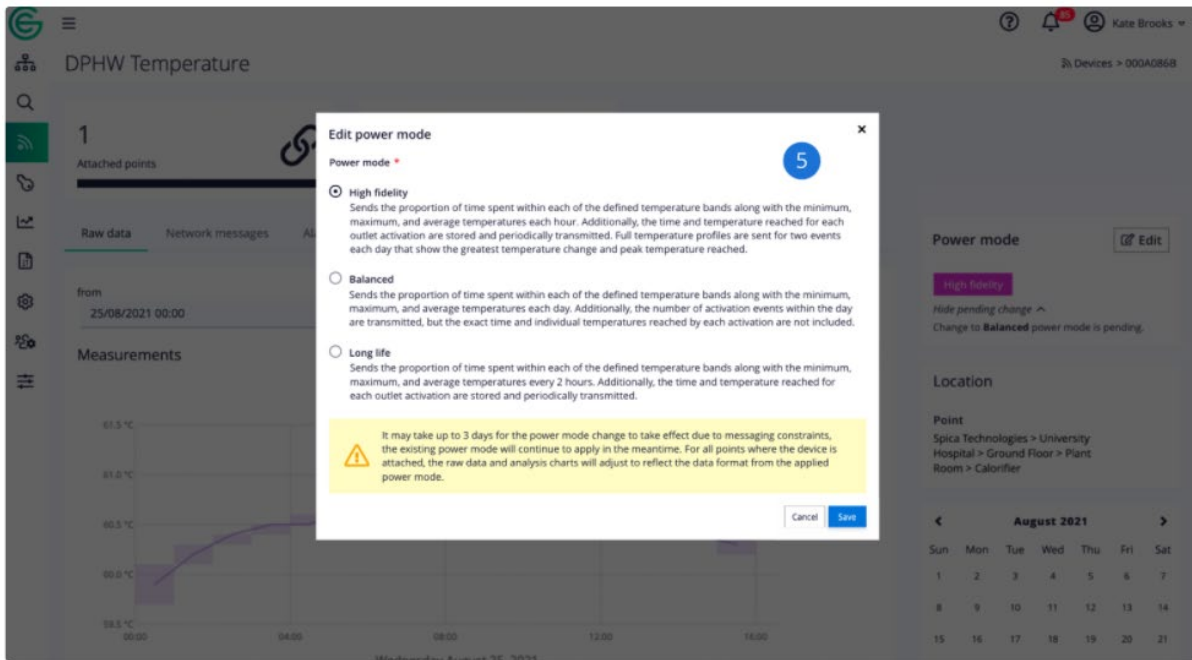 85
Kate Brooks
DPHW Temperature
Devices > 000A086B
1
Attached points
Edit power mode
5
Power mode *
High fidelity
Sends the proportion of time spent within each of the defined temperature bands along with the minimum,
maximum, and average temperatures each hour. Additionally, the time and temperature reached for each
outlet activation are stored and periodically transmitted. Full temperature profiles are sent for two events
each day that show the greatest temperature change and peak temperature reached.
Balanced
Sends the proportion of time spent within each of the defined temperature bands along with the minimum,
maximum, and average temperatures each day. Additionally, the number of activation events within the day
are transmitted, but the exact time and individual temperatures reached by each activation are not included.
Long life
Sends the proportion of time spent within each of the defined temperature bands along with the minimum,
maximum, and average temperatures every 2 hours. Additionally, the time and temperature reached for
each outlet activation are stored and periodically transmitted.
It may take up to 3 days for the power mode change to take effect due to messaging constraints,
the existing power mode will continue to apply in the meantime. For all points where the device is
attached, the raw data and analysis charts will adjust to reflect the data format from the applied
power mode.
Cancel Save
Raw data Network messages
from
25/08/2021 00:00
Measurements
61.5 °C
61.0 °C
60.5 °C
60.0 °C
59.5 °C
00:00 04:00 08:00 12:00 16:00
Wednesday August 25, 2021
Power mode Edit
High fidelity
Hide pending change
Change to Balanced power mode is pending.
Location
Point
Spica Technologies > University
Hospital > Ground Floor > Plant
Room > Calorifier
August 2021
Sun Mon Tue Wed Thu Fri Sat
1 2 3 4 5 6 7
8 9 10 11 12 13 14
15 16 17 18 19 20 21